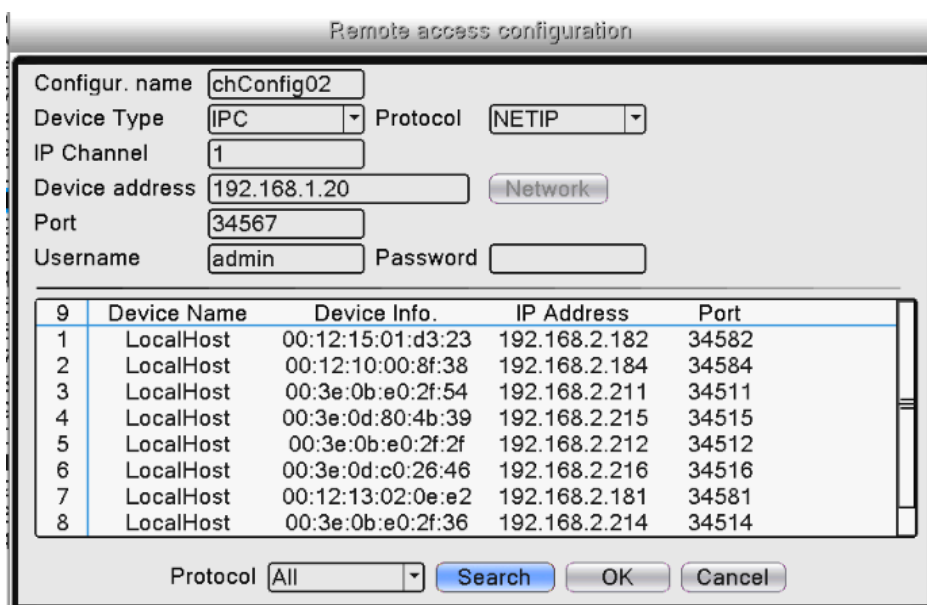 Remote access configuration
Configur. name chConfig02
Device Type IPC Protocol NETIP
IP Channel 1
Device address 192.168.1.20 Network
Port 34567
Username admin Password
9 Device Name Device Info. IP Address Port
1 LocalHost 00:12:15:01:d3:23 192.168.2.182 34582
2 LocalHost 00:12:10:00:8f:38 192.168.2.184 34584
3 LocalHost 00:3e:0b:e0:2f:54 192.168.2.211 34511
4 LocalHost 00:3e:0d:80:4b:39 192.168.2.215 34515
5 LocalHost 00:3e:0b:e0:2f:2f 192.168.2.212 34512
6 LocalHost 00:3e:0d:c0:26:46 192.168.2.216 34516
7 LocalHost 00:12:13:02:0e:e2 192.168.2.181 34581
8 LocalHost 00:3e:0b:e0:2f:36 192.168.2.214 34514
Protocol All Search OK Cancel